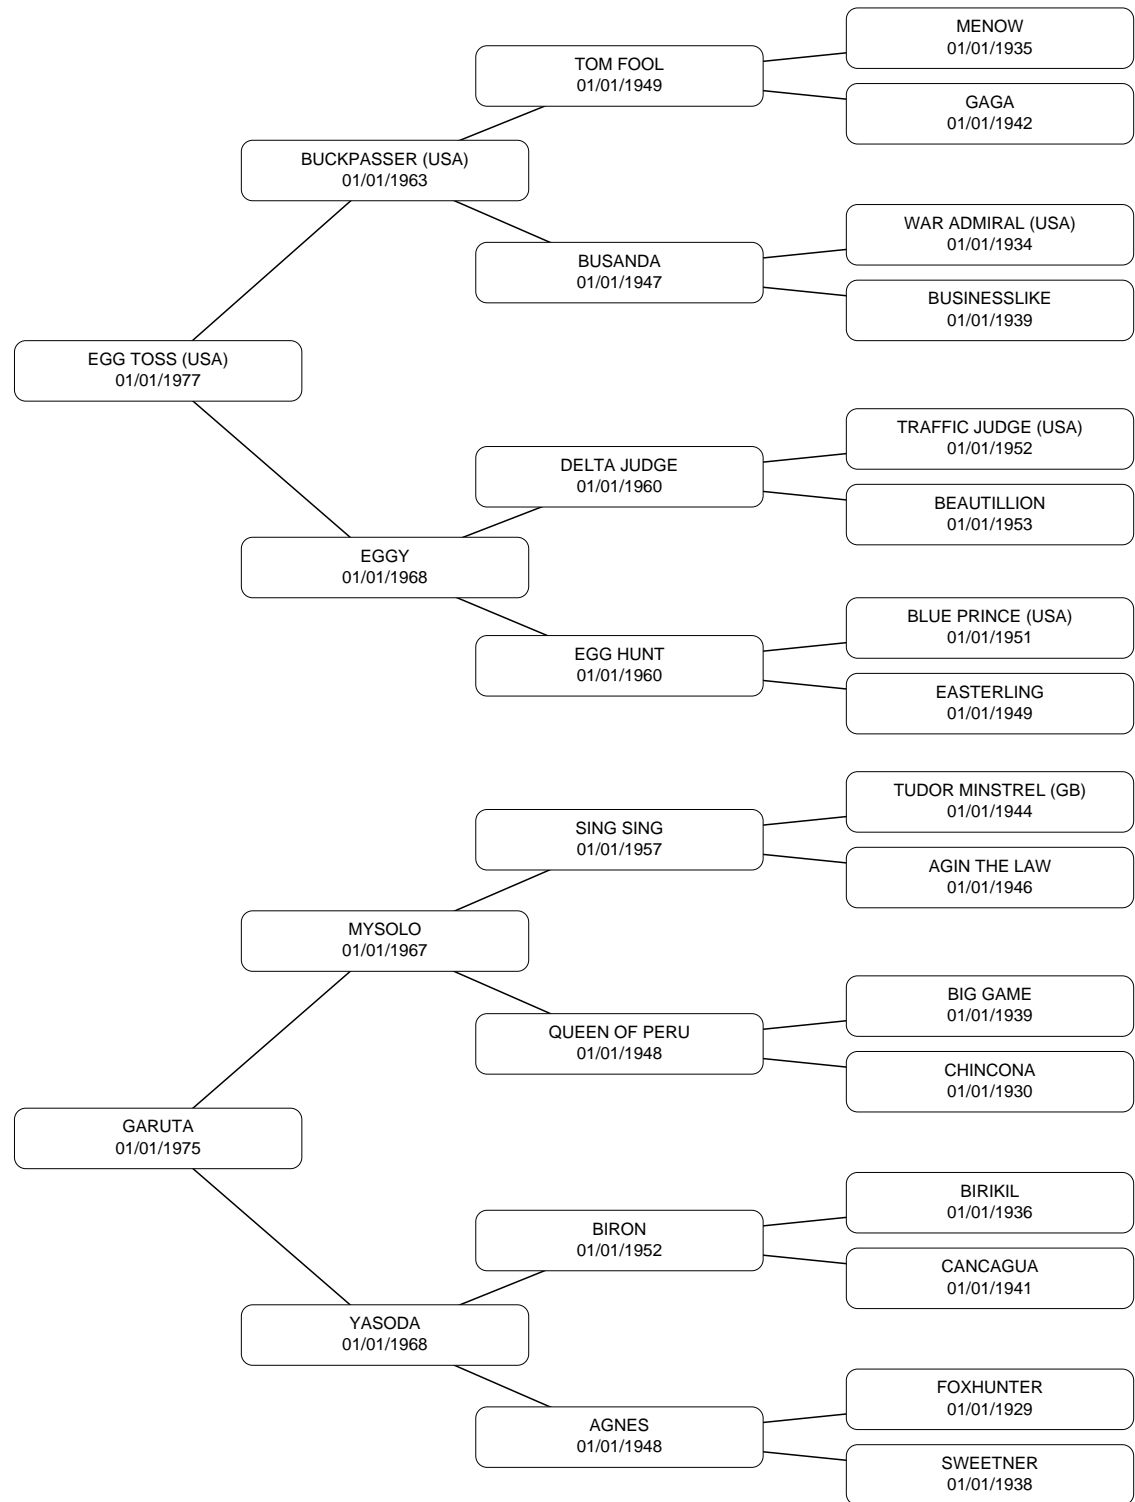 MENOW
01/01/1935
TOM FOOL
01/01/1949
GAGA
01/01/1942
BUCKPASSER (USA)
01/01/1963
WAR ADMIRAL (USA)
01/01/1934
BUSANDA
01/01/1947
BUSINESSLIKE
01/01/1939
EGG TOSS (USA)
01/01/1977
TRAFFIC JUDGE (USA)
01/01/1952
DELTA JUDGE
01/01/1960
BEAUTILLION
01/01/1953
EGGY
01/01/1968
BLUE PRINCE (USA)
01/01/1951
EGG HUNT
01/01/1960
EASTERLING
01/01/1949
TUDOR MINSTREL (GB)
01/01/1944
SING SING
01/01/1957
AGIN THE LAW
01/01/1946
MYSOLO
01/01/1967
BIG GAME
01/01/1939
QUEEN OF PERU
01/01/1948
CHINCONA
01/01/1930
GARUTA
01/01/1975
BIRIKIL
01/01/1936
BIRON
01/01/1952
CANCAGUA
01/01/1941
YASODA
01/01/1968
FOXHUNTER
01/01/1929
AGNES
01/01/1948
SWEETNER
01/01/1938